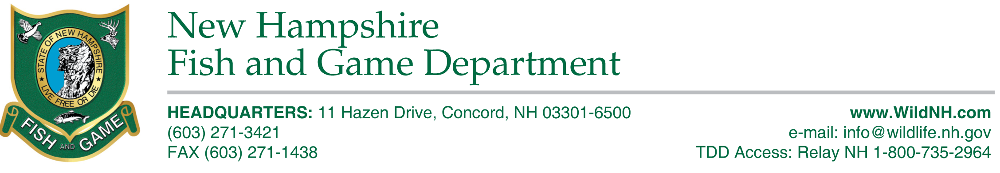 STATE OF NEW HAMPSHIRE
★ LIVE FREE OR DIE ★
FISH AND GAME
New Hampshire
Fish and Game Department
HEADQUARTERS: 11 Hazen Drive, Concord, NH 03301-6500
(603) 271-3421
FAX (603) 271-1438
www.WildNH.com
e-mail: info@wildlife.nh.gov
TDD Access: Relay NH 1-800-735-2964